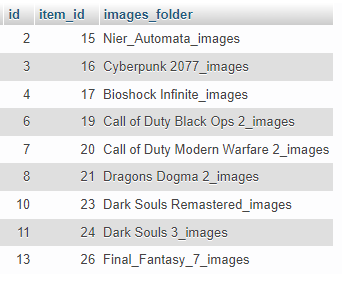 id item_id images_folder
2 15 Nier_Automata_images
3 16 Cyberpunk 2077_images
4 17 Bioshock Infinite_images
6 19 Call of Duty Black Ops 2_images
7 20 Call of Duty Modern Warfare 2_images
8 21 Dragons Dogma 2_images
10 23 Dark Souls Remastered_images
11 24 Dark Souls 3_images
13 26 Final_Fantasy_7_images